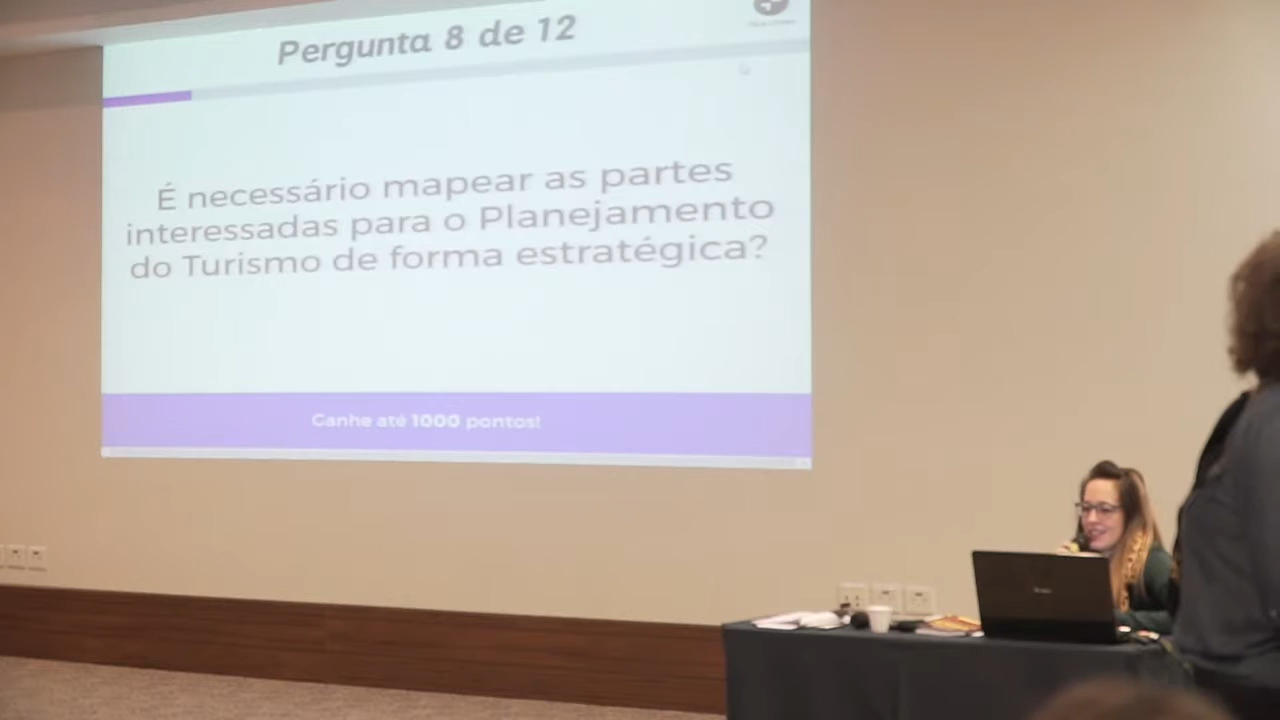 Pergunta 8 de 12
É necessário mapear as partes
interessadas para o Planejamento
do Turismo de forma estratégica?
Ganhe até 1000 pontos!